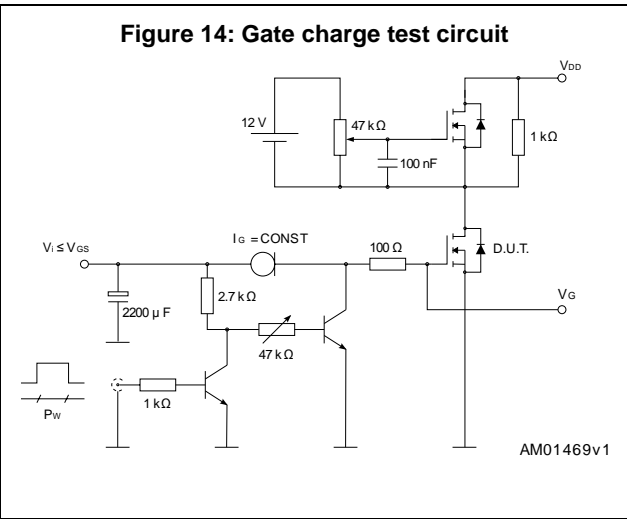 Figure 14: Gate charge test circuit
VDD
12 V
47 kΩ
1 kΩ
100 nF
Vi ≤ VGS
IG = CONST
100 Ω
D.U.T.
2.7 kΩ
2200 µF
VG
47 kΩ
1 kΩ
PW
AM01469v1